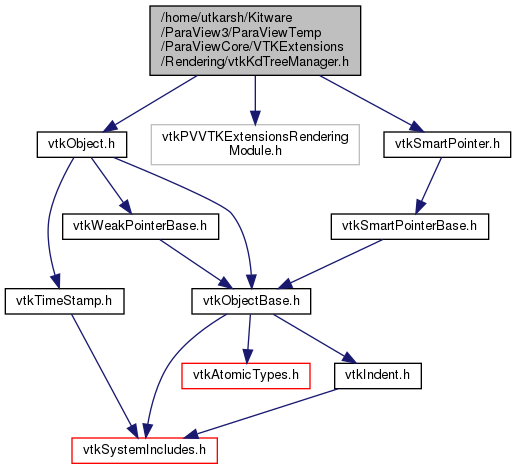 /home/utkarsh/Kitware
/ParaView3/ParaViewTemp
/ParaViewCore/VTKExtensions
/Rendering/vtkKdTreeManager.h
vtkObject.h
vtkPVVTKExtensionsRendering
Module.h
vtkSmartPointer.h
vtkWeakPointerBase.h
vtkSmartPointerBase.h
vtkTimeStamp.h
vtkObjectBase.h
vtkAtomicTypes.h
vtkIndent.h
vtkSystemIncludes.h